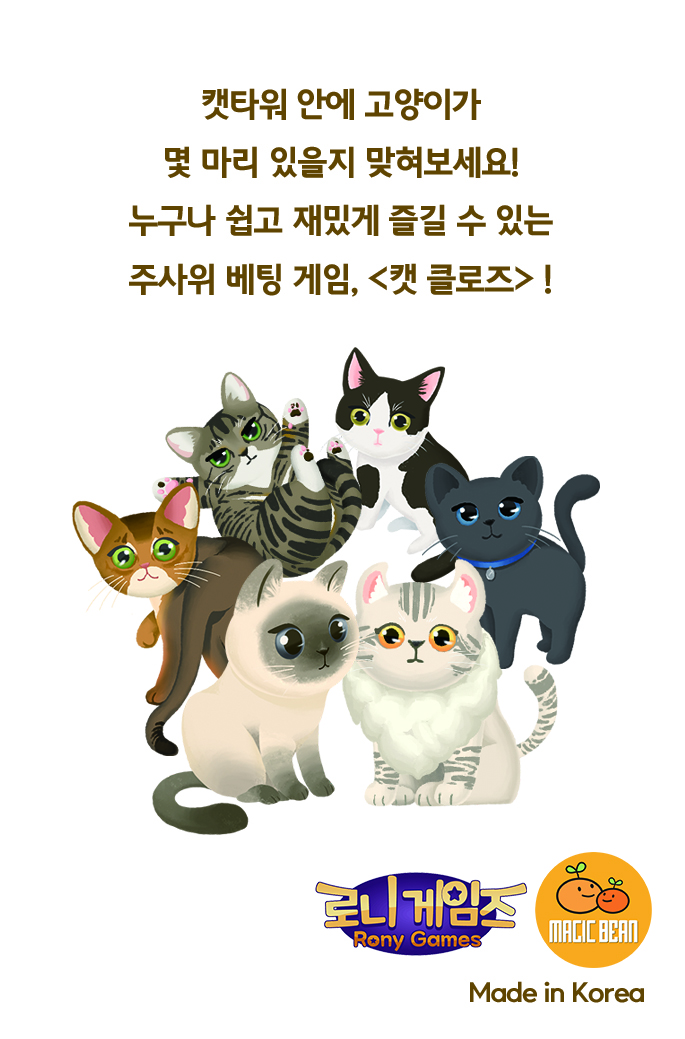 캣타워 안에 고양이가
몇 마리 있을지 맞혀보세요!
누구나 쉽고 재밌게 즐길 수 있는
주사위 베팅 게임, <캣 클로즈> !
로니 게임즈
Rony Games
MAGIC BEAN
Made in Korea